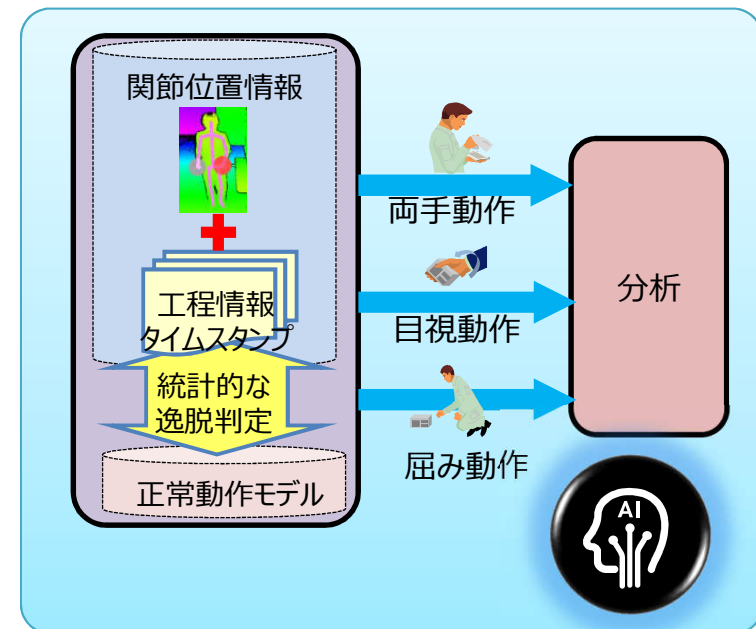 関節位置情報
工程情報
タイムスタンプ
統計的な
逸脱判定
正常動作モデル
両手動作
目視動作
屈み動作
分析
AI